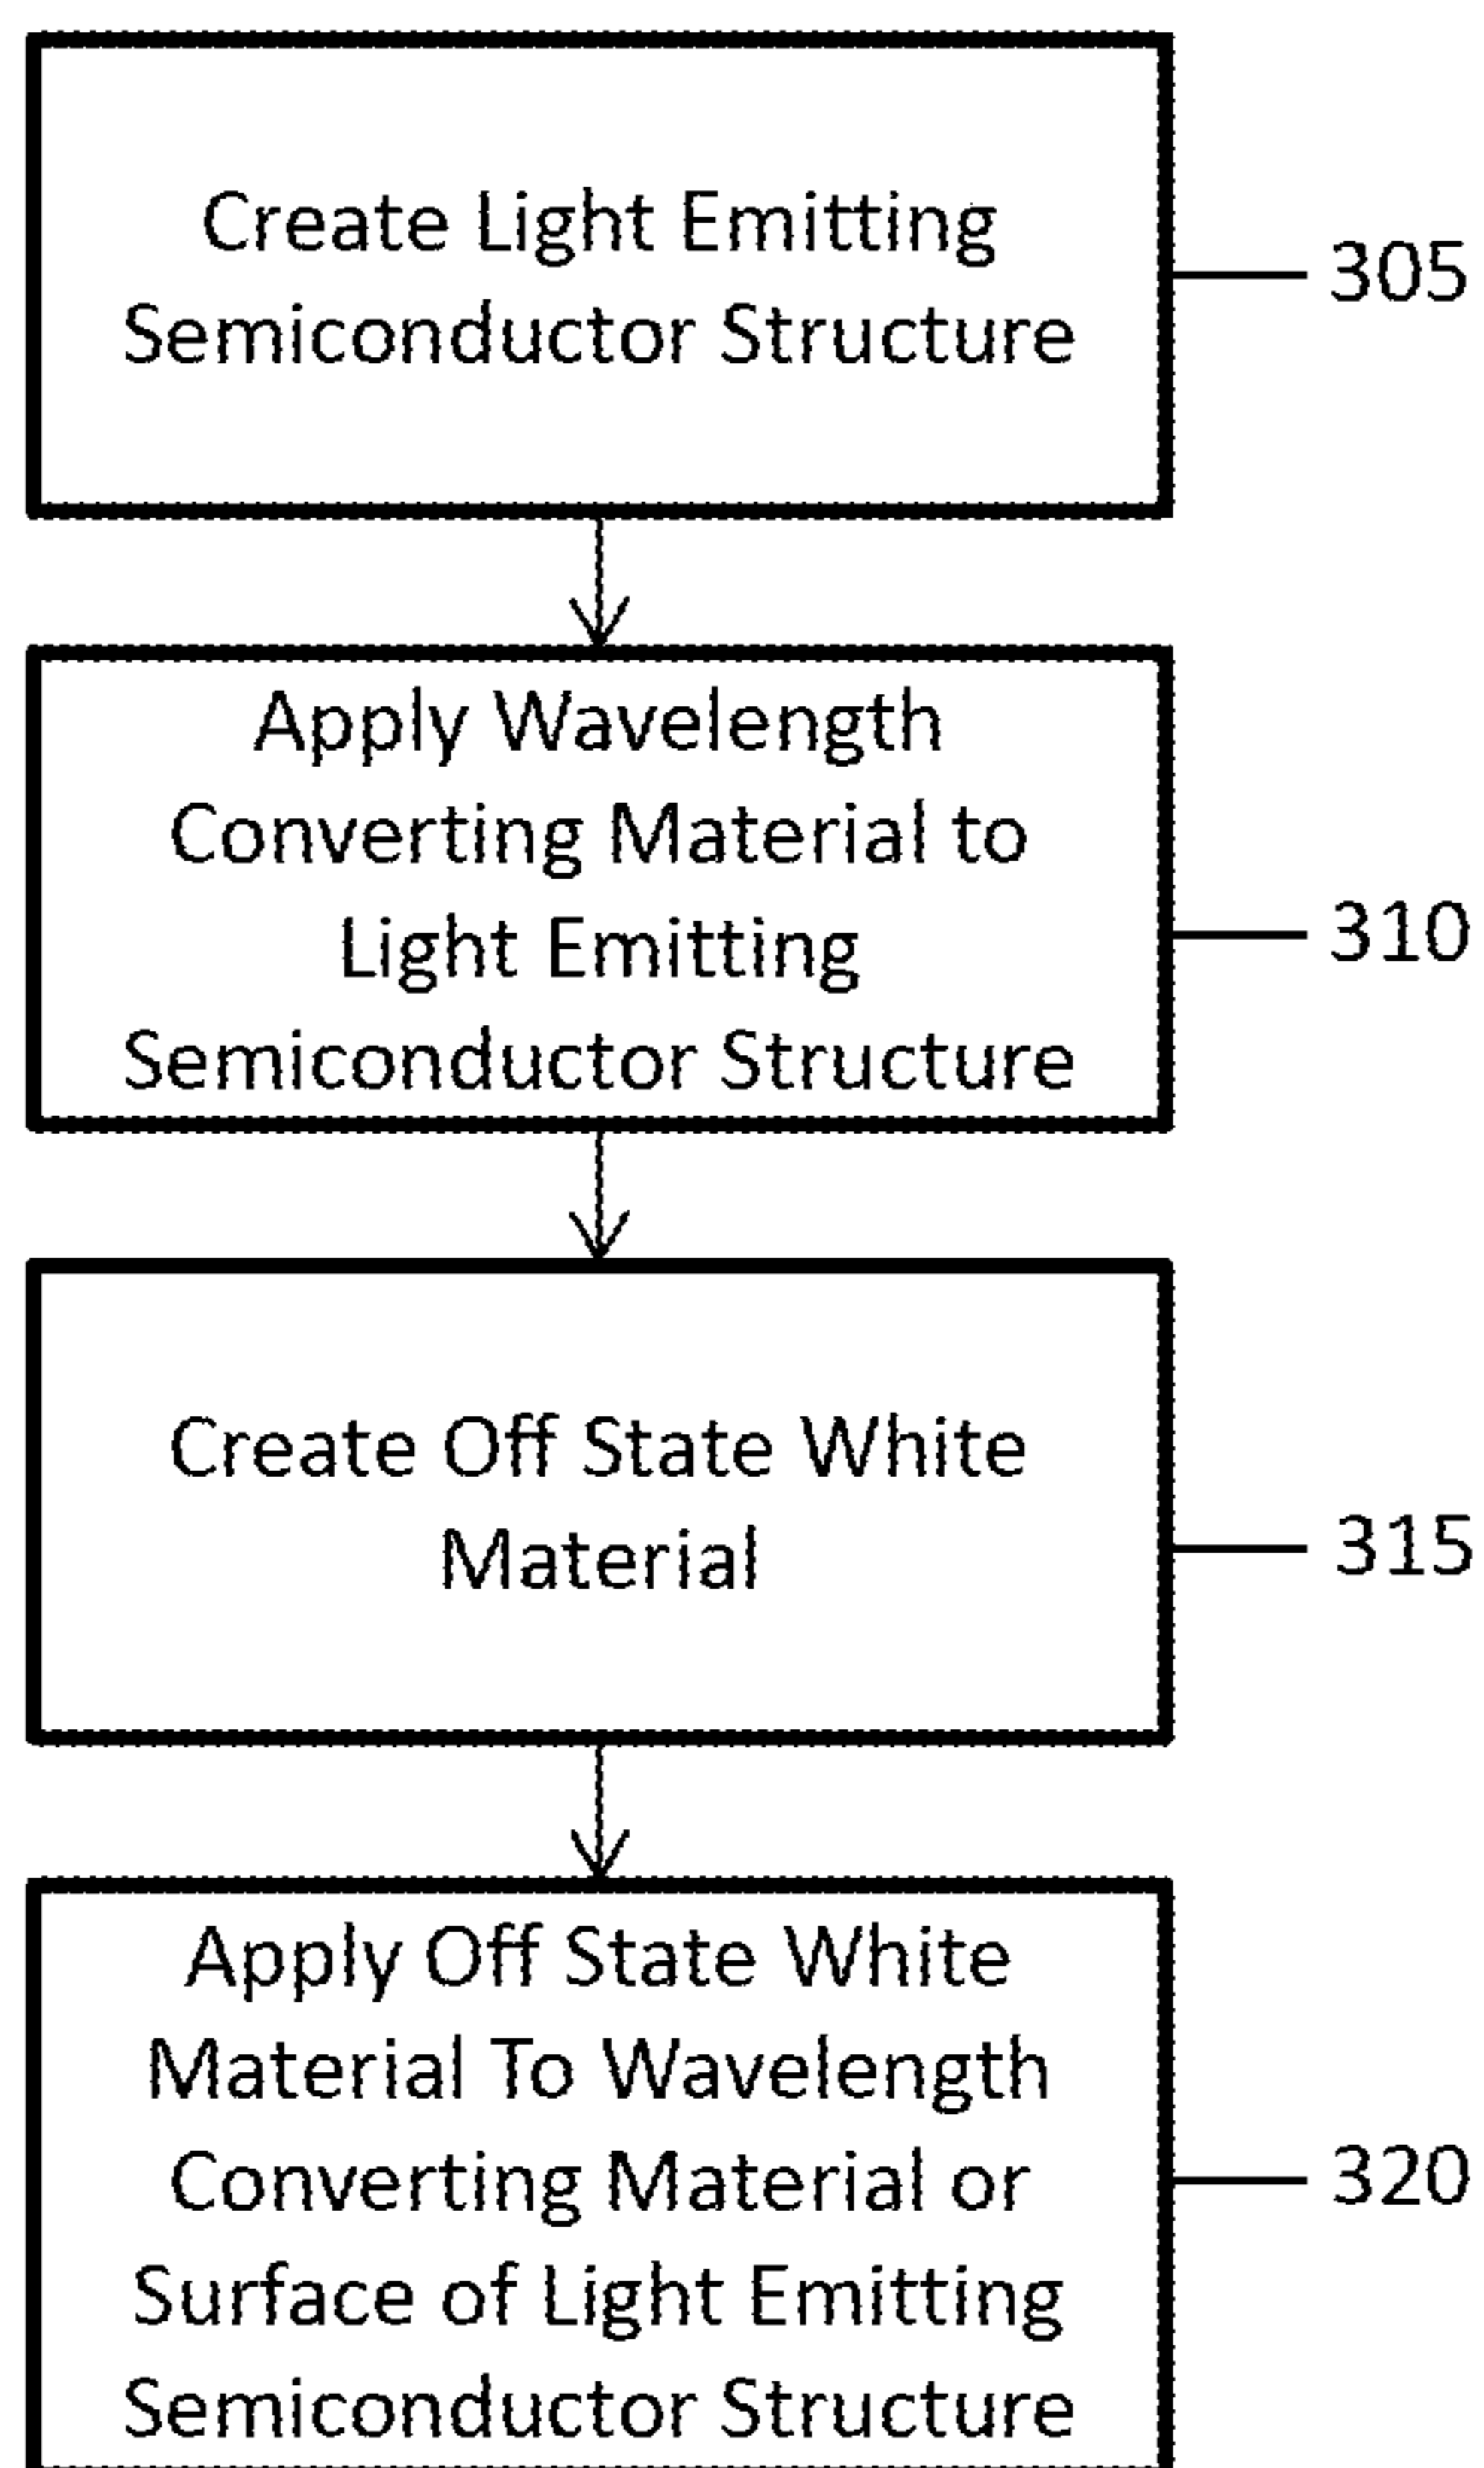 Create Light Emitting
Semiconductor Structure
305
Apply Wavelength
Converting Material to
Light Emitting
Semiconductor Structure
310
Create Off State White
Material
315
Apply Off State White
Material To Wavelength
Converting Material or
Surface of Light Emitting
Semiconductor Structure
320